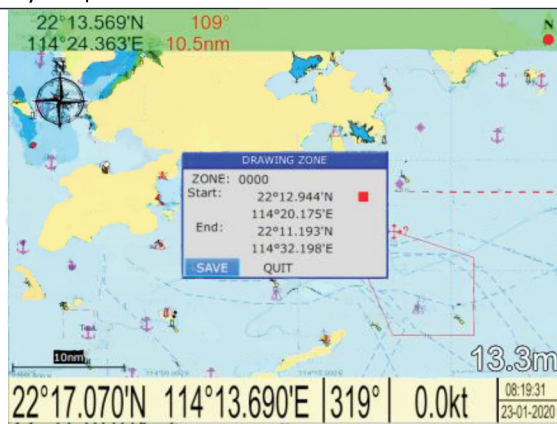 22°13.569'N 109°
114°24.363'E 10.5nm
N
N
DRAWING ZONE
ZONE: 0000
Start: 22°12.944'N
114°20.175'E
End: 22°11.193'N
114°32.198'E
SAVE QUIT
?
10nm
13.3m
22°17.070'N 114°13.690'E 319° 0.0kt
08:19:31
23-01-2020